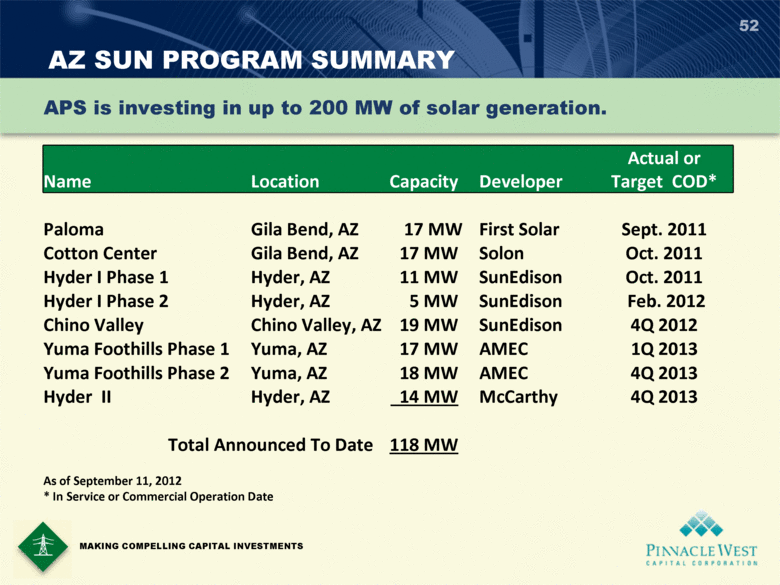 52
AZ SUN PROGRAM SUMMARY
APS is investing in up to 200 MW of solar generation.
Name Location Capacity Developer Actual or Target COD*
Paloma Gila Bend, AZ 17 MW First Solar Sept. 2011
Cotton Center Gila Bend, AZ 17 MW Solon Oct. 2011
Hyder I Phase 1 Hyder, AZ 11 MW SunEdison Oct. 2011
Hyder I Phase 2 Hyder, AZ 5 MW SunEdison Feb. 2012
Chino Valley Chino Valley, AZ 19 MW SunEdison 4Q 2012
Yuma Foothills Phase 1 Yuma, AZ 17 MW AMEC 1Q 2013
Yuma Foothills Phase 2 Yuma, AZ 18 MW AMEC 4Q 2013
Hyder II Hyder, AZ 14 MW McCarthy 4Q 2013
Total Announced To Date 118 MW
As of September 11, 2012
* In Service or Commercial Operation Date
MAKING COMPELLING CAPITAL INVESTMENTS
PINNACLE WEST
CAPITAL CORPORATION